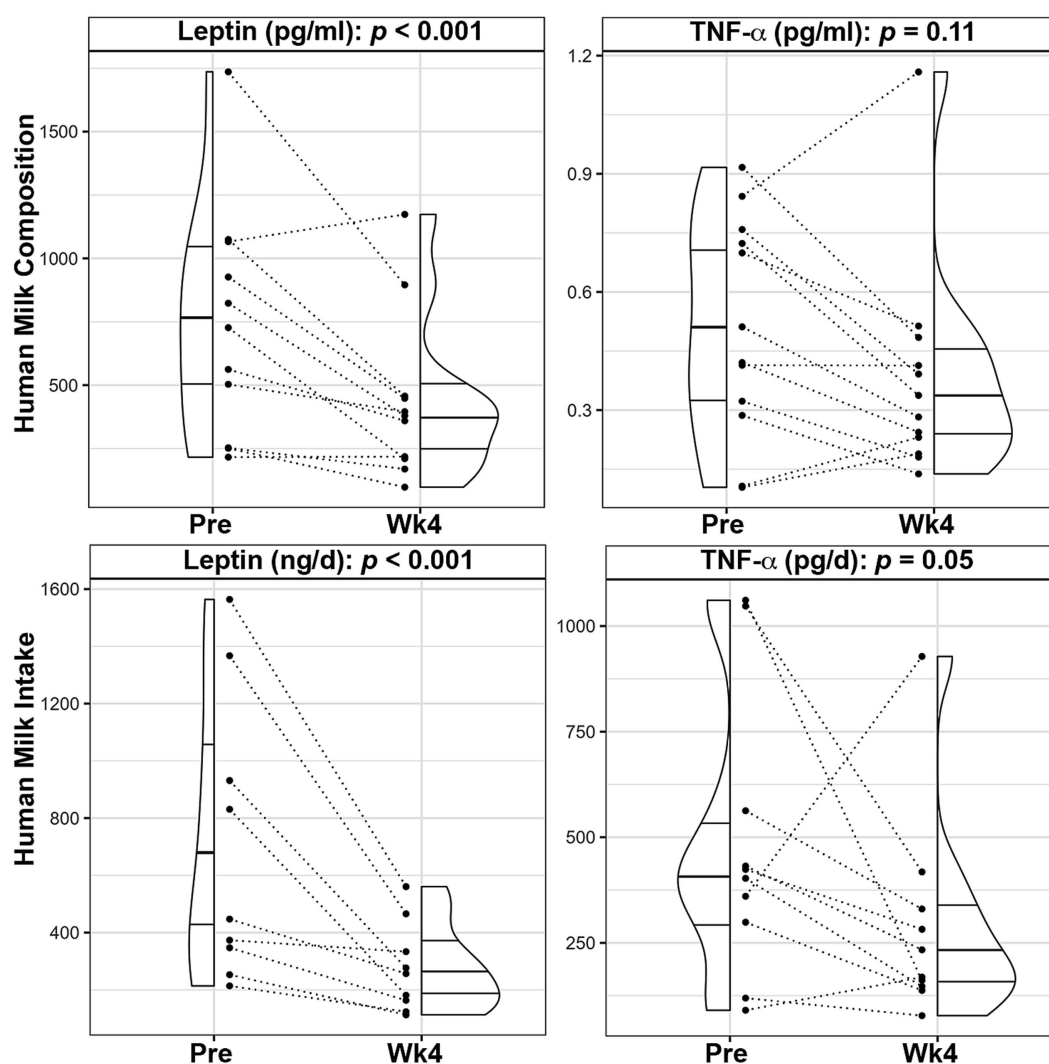 Leptin (pg/ml): p < 0.001
TNF-α (pg/ml): p = 0.11
Human Milk Composition
1500
1000
500
1.2
0.9
0.6
0.3
Pre
Wk4
Pre
Wk4
Leptin (ng/d): p < 0.001
TNF-α (pg/d): p = 0.05
Human Milk Intake
1600
1200
800
400
1000
750
500
250
Pre
Wk4
Pre
Wk4